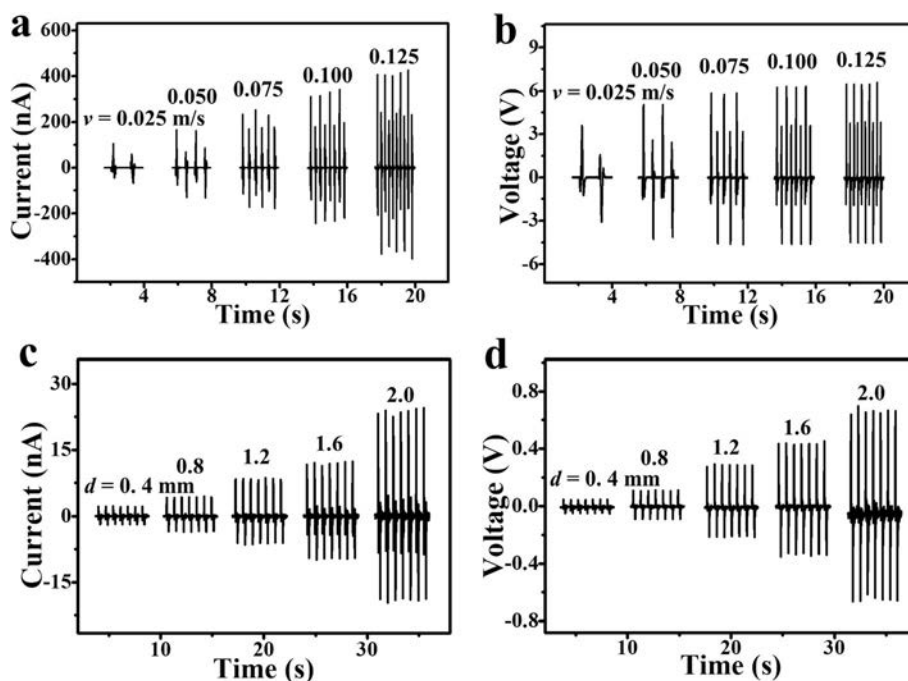 a
600
400
200
0
-200
-400
Current (nA)
v = 0.025
0.050
m/s
0.075
0.100
0.125
4 8 12 16 20
Time (s)
b
9
6
3
0
-3
-6
Voltage (V)
v = 0.025
0.050
m/s
0.075
0.100
0.125
4 8 12 16 20
Time (s)
c
30
15
0
-15
Current (nA)
d = 0. 4 mm
0.8
1.2
1.6
2.0
10 20 30
Time (s)
d
0.8
0.4
0.0
-0.4
-0.8
Voltage (V)
d = 0. 4 mm
0.8
1.2
1.6
2.0
10 20 30
Time (s)